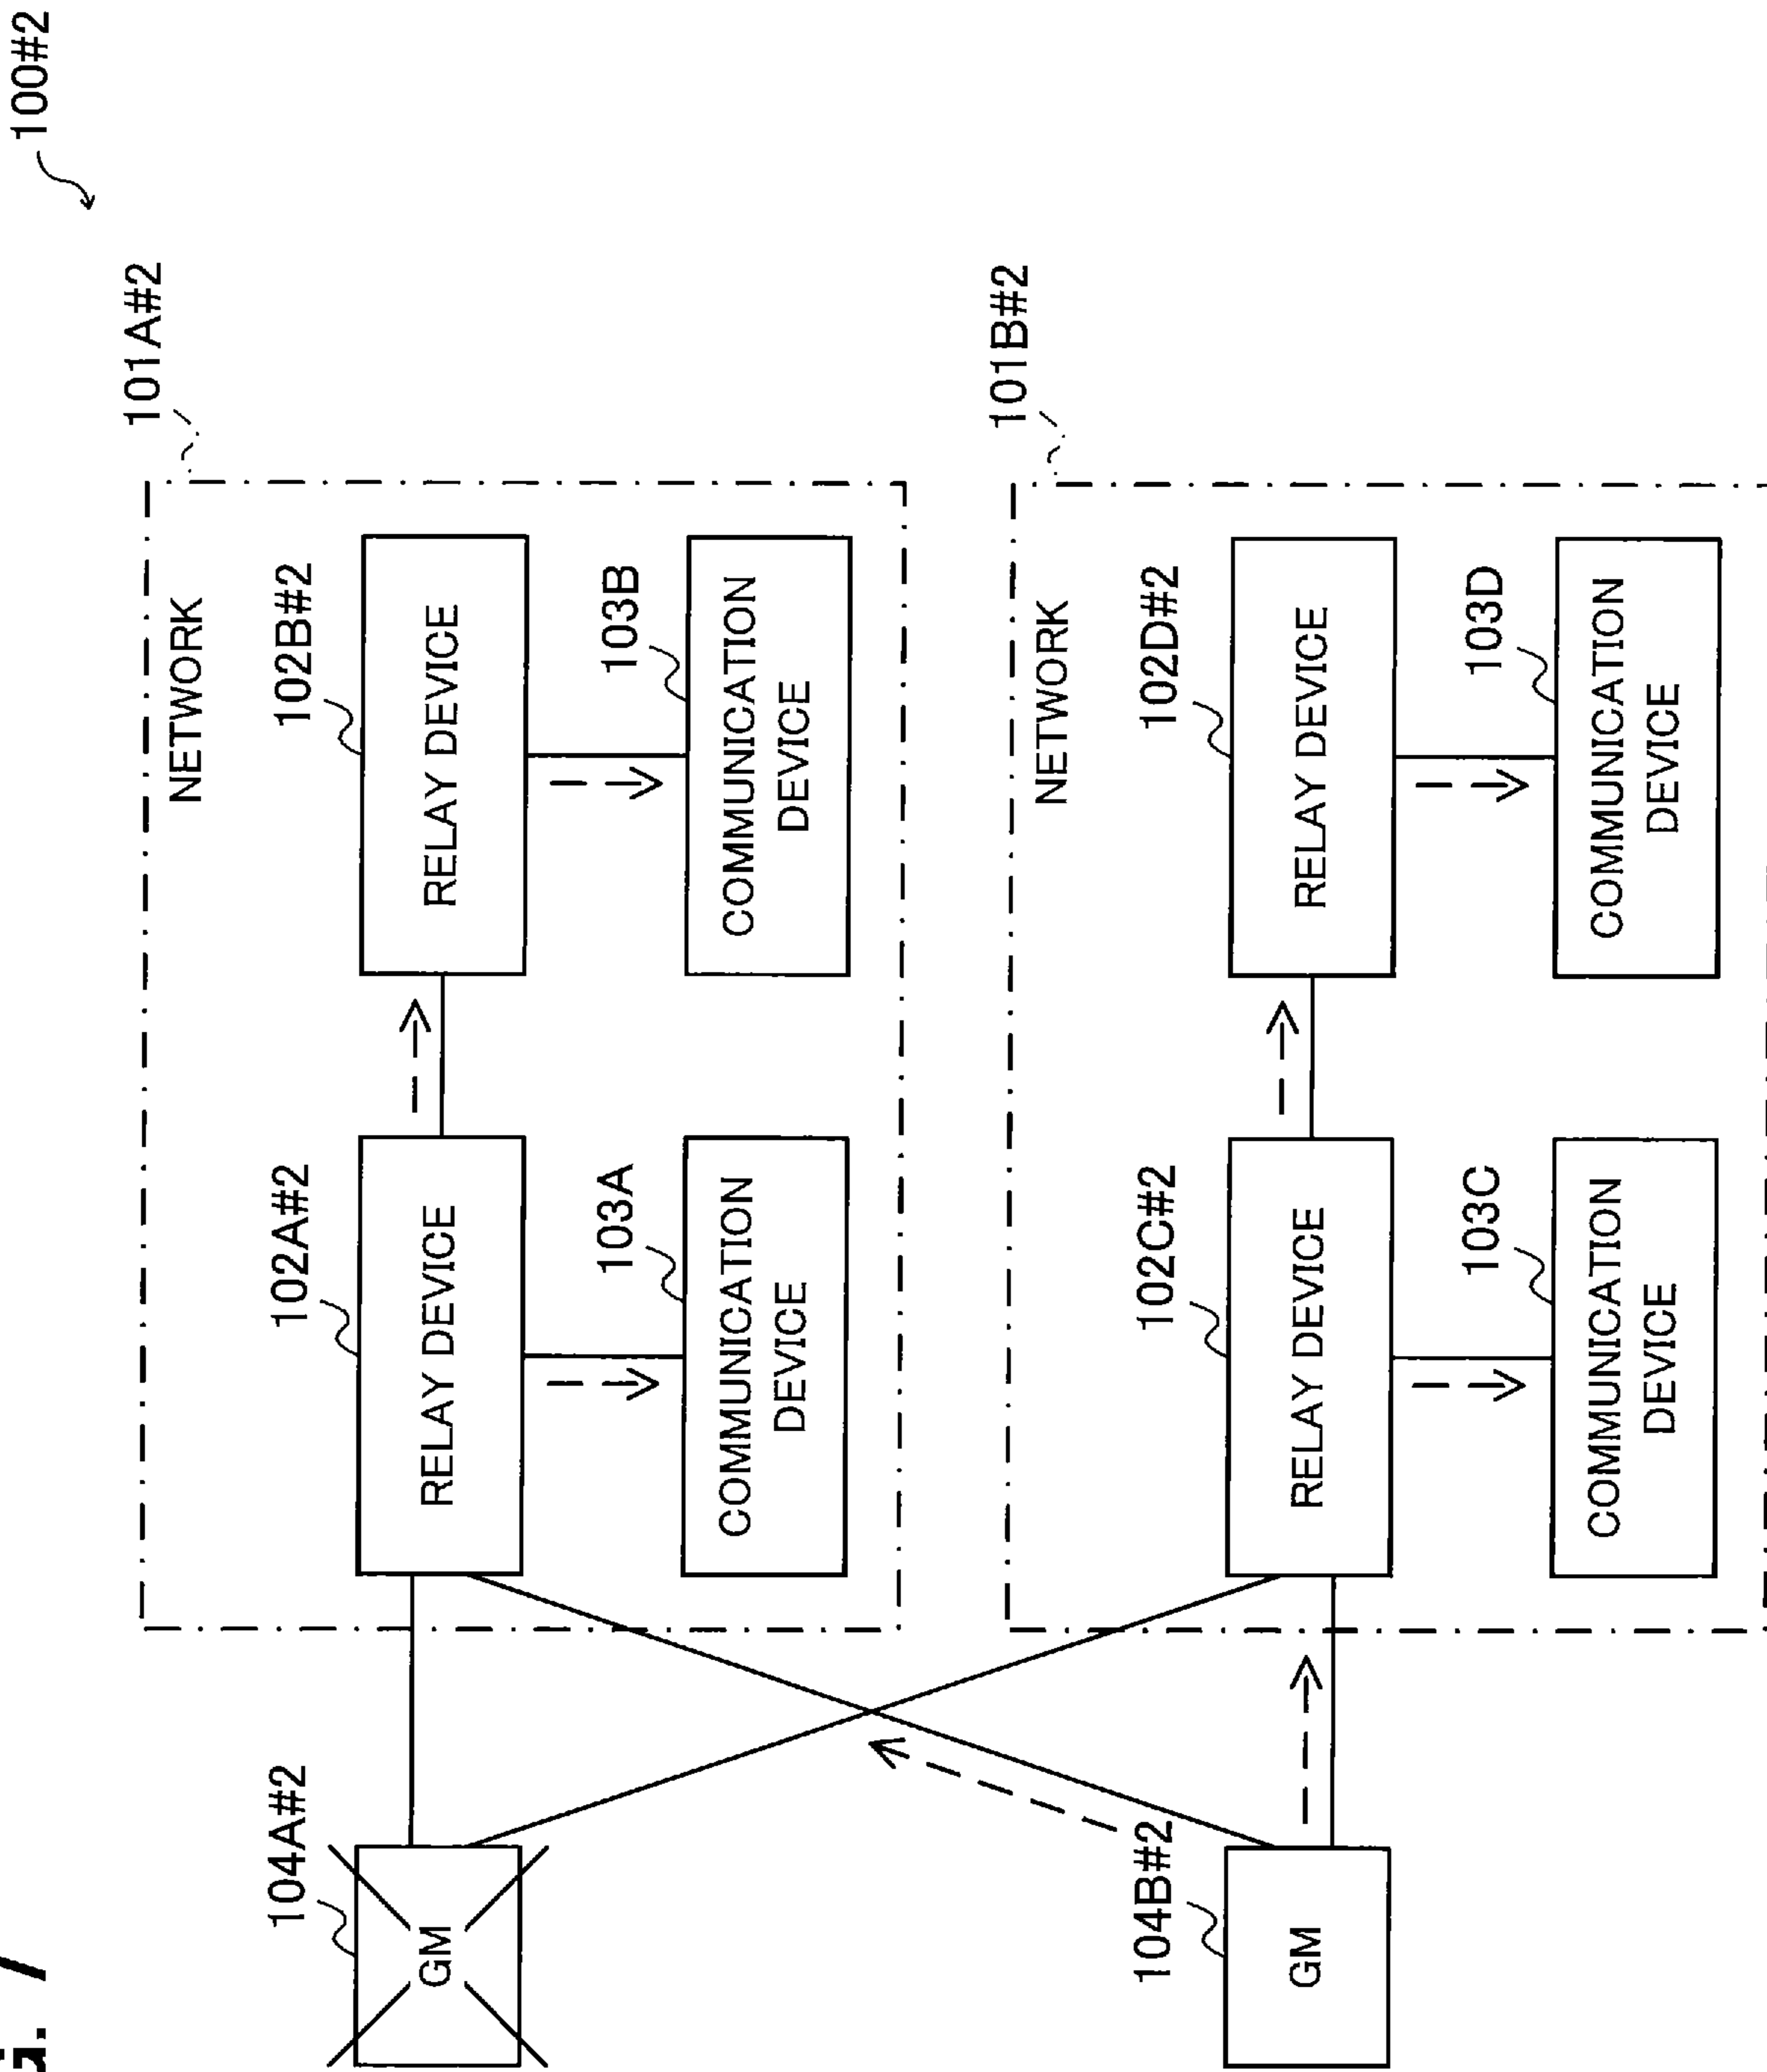 100#2
101A#2
NETWORK
104A#2
GM
102A#2
RELAY DEVICE
102B#2
RELAY DEVICE
103A
COMMUNICATION
DEVICE
103B
COMMUNICATION
DEVICE
101B#2
NETWORK
104B#2
GM
102C#2
RELAY DEVICE
102D#2
RELAY DEVICE
103C
COMMUNICATION
DEVICE
103D
COMMUNICATION
DEVICE